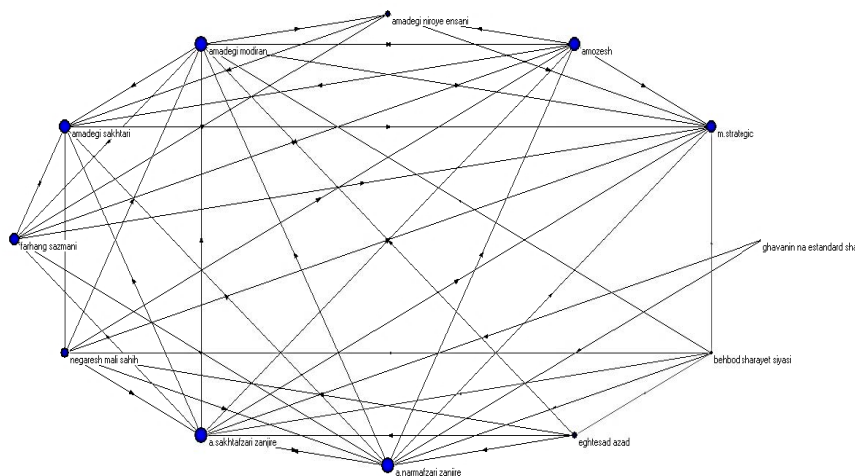 amadegi niroye ensani
amadegi modiran
amozesh
amadegi sakhtari
m.strategic
farhang sazmani
ghavanin na estandard sha
negaresh mali sahih
behbod sharayet siyasi
a.sakhtafzari zanjire
eghtesad azad
a.narmafzari zanjire